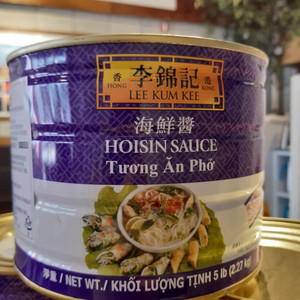 香 李錦記 港
HONG LEE KUM KEE KONG
海鮮醬
HOISIN SAUCE
Tương Ăn Phở
淨量 / NET WT./ KHỐI LƯỢNG TỊNH 5 lb (2.27 kg)